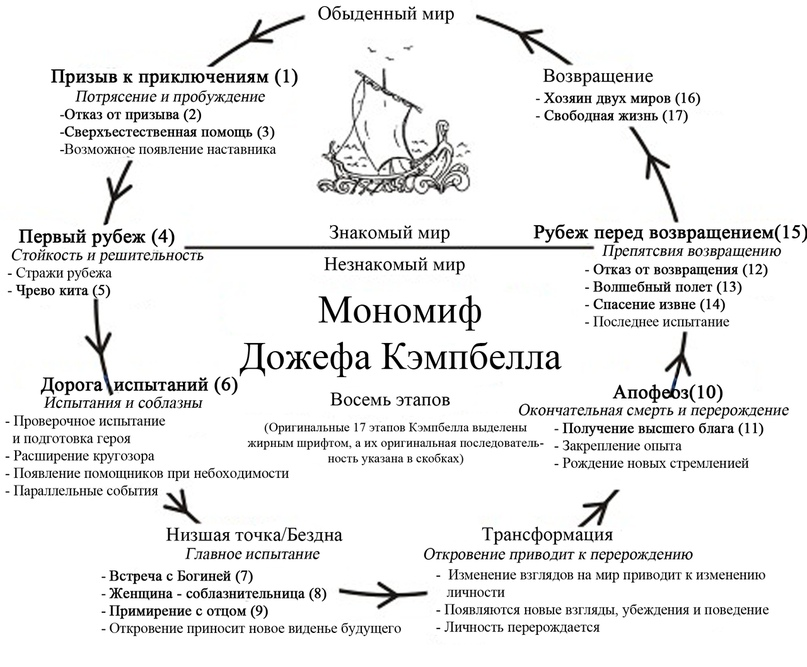 Обыденный мир
Призыв к приключениям (1)
Потрясение и пробуждение
-Отказ от призыва (2)
-Сверхъестественная помощь (3)
-Возможное появление наставника
Возвращение
- Хозяин двух миров (16)
- Свободная жизнь (17)
Первый рубеж (4)
Стойкость и решительность
- Стражи рубежа
- Чрево кита (5)
Знакомый мир
Незнакомый мир
Рубеж перед возвращением(15)
Препятсвия возвращению
- Отказ от возвращения (12)
- Волшебный полет (13)
- Спасение извне (14)
- Последнее испытание
Мономиф
Дожефа Кэмпбелла
Восемь этапов
(Оригинальные 17 этапов Кэмпбелла выделены
жирным шрифтом, а их оригинальная последователь-
ность указана в скобках)
Дорога испытаний (6)
Испытания и соблазны
- Проверочное испытание
и подготовка героя
- Расширение кругозора
- Появление помощников при небоходимости
- Параллельные события
Апофеоз(10)
Окончательная смерть и перерождение
- Получение высшего блага (11)
- Закрепление опыта
- Рождение новых стремленией
Низшая точка/Бездна
Главное испытание
- Встреча с Богиней (7)
- Женщина - соблазнительница (8)
- Примирение с отцом (9)
- Откровение приносит новое виденье будущего
Трансформация
Откровение приводит к перерождению
- Изменение взглядов на мир приводит к изменению
личности
- Появляются новые взгляды, убеждения и поведение
- Личность перерождается